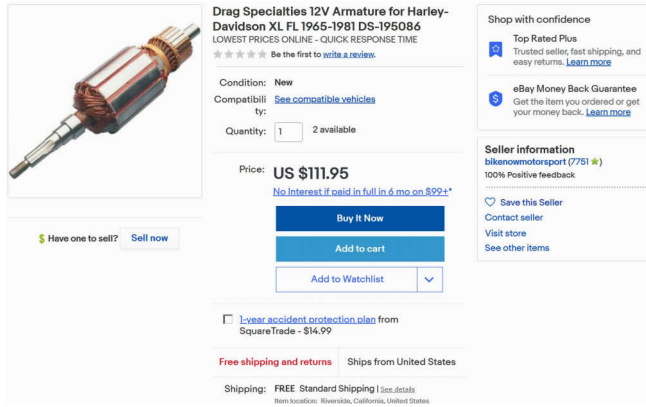 Drag Specialties 12V Armature for Harley-
Davidson XL FL 1965-1981 DS-195086
LOWEST PRICES ONLINE - QUICK RESPONSE TIME
Be the first to write a review.
Condition: New
Compatibili
ty: See compatible vehicles
Quantity: 1 2 available
Price: US $111.95
No Interest if paid in full in 6 mo on $99+*
Buy It Now
Add to cart
Add to Watchlist
$ Have one to sell? Sell now
1-year accident protection plan from
SquareTrade - $14.99
Free shipping and returns Ships from United States
Shipping: FREE Standard Shipping | See details
Item location: Riverside, California, United States
Shop with confidence
Top Rated Plus
Trusted seller, fast shipping, and
easy returns. Learn more
eBay Money Back Guarantee
Get the item you ordered or get
your money back. Learn more
Seller information
bikenowmotorsport (7751)
100% Positive feedback
Save this Seller
Contact seller
Visit store
See other items